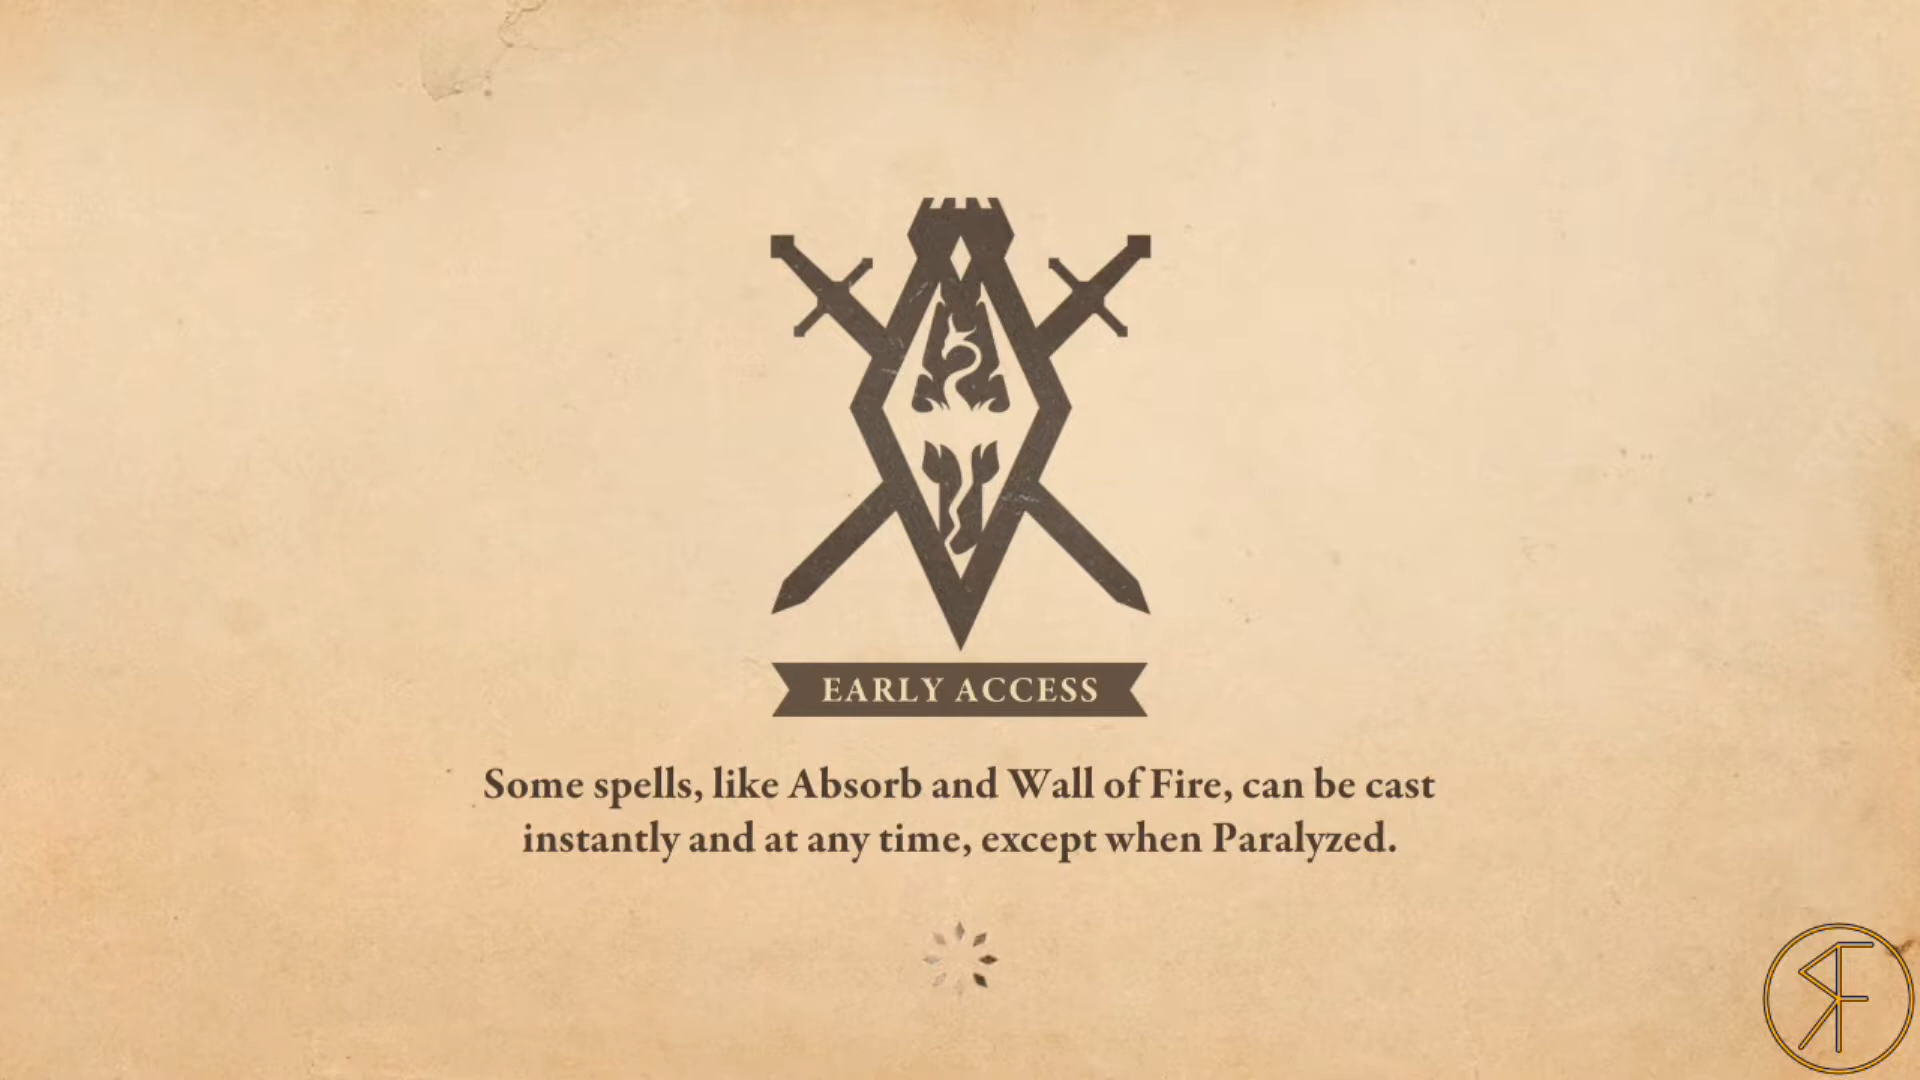 EARLY ACCESS
Some spells, like Absorb and Wall of Fire, can be cast
instantly and at any time, except when Paralyzed.